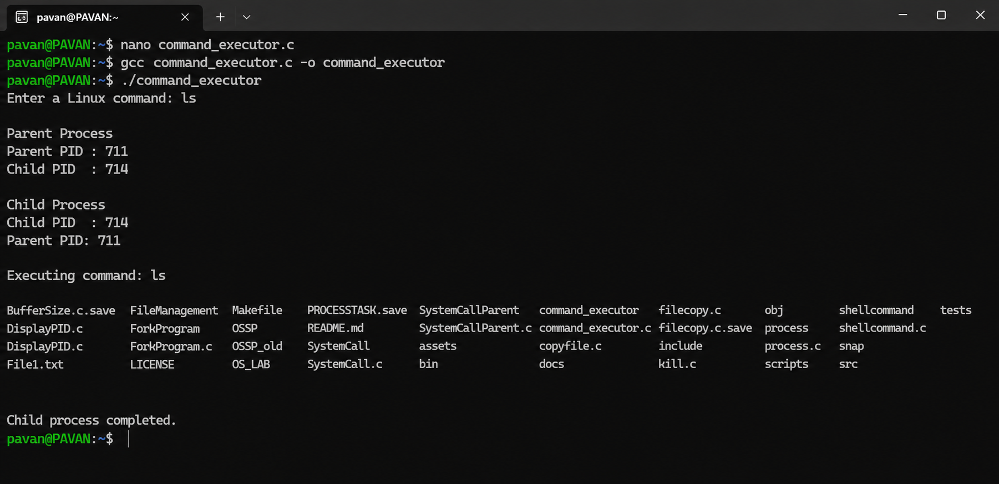 pavan@PAVAN:~
pavan@PAVAN:~$ nano command_executor.c
pavan@PAVAN:~$ gcc command_executor.c -o command_executor
pavan@PAVAN:~$ ./command_executor
Enter a Linux command: ls
Parent Process
Parent PID : 711
Child PID  : 714
Child Process
Child PID  : 714
Parent PID: 711
Executing command: ls
BufferSize.c.save FileManagement Makefile PROCESSTASK.save SystemCallParent command_executor filecopy.c obj shellcommand tests
DisplayPID.c ForkProgram OSSP README.md SystemCallParent.c command_executor.c filecopy.c.save process shellcommand.c
DisplayPID.c ForkProgram.c OSSP_old SystemCall assets copyfile.c include process.c snap
File1.txt LICENSE OS_LAB SystemCall.c bin docs kill.c scripts src
Child process completed.
pavan@PAVAN:~$